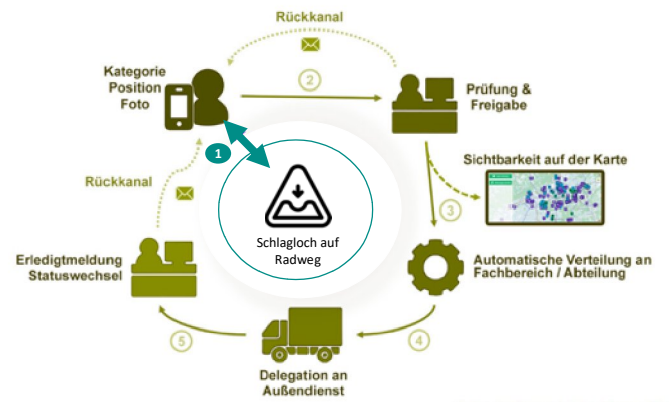 Rückkanal
2
Kategorie
Position
Foto
Prüfung &
Freigabe
1
Sichtbarkeit auf der Karte
Rückkanal
3
Schlagloch auf
Radweg
Erledigtmeldung
Statuswechsel
Automatische Verteilung an
Fachbereich / Abteilung
5
4
Delegation an
Außendienst